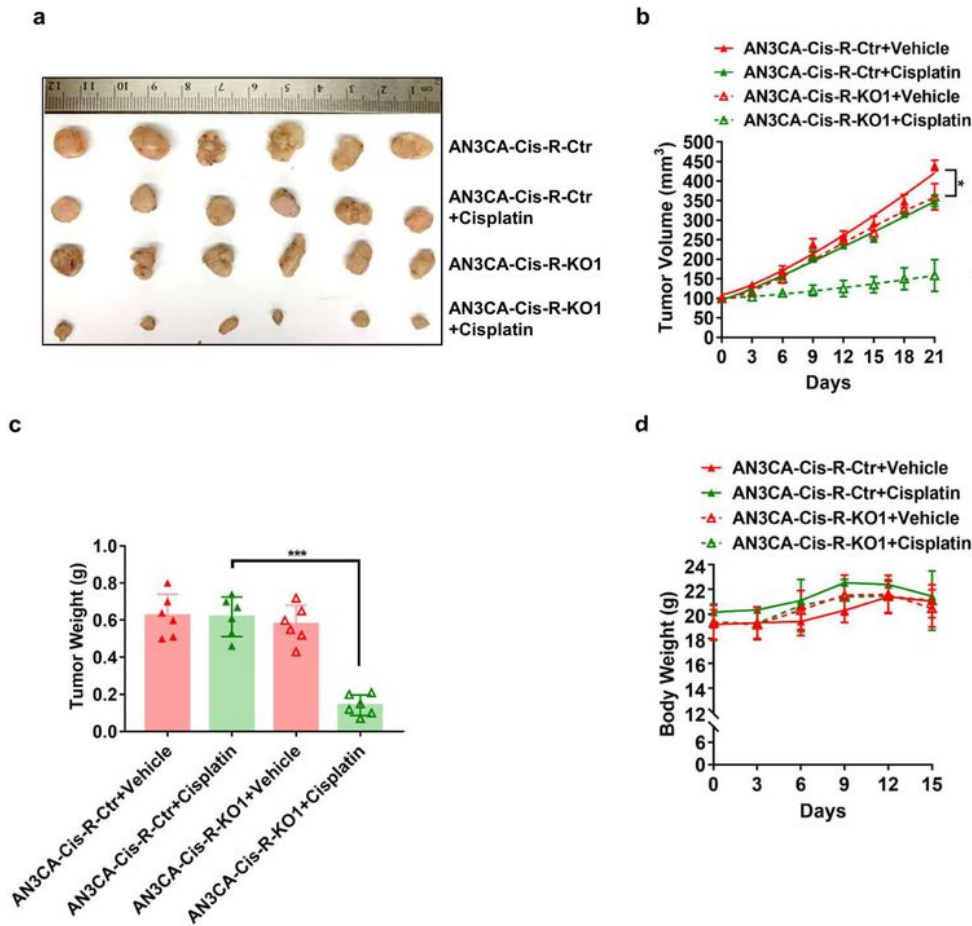 a
12 11 10 9 8 7 6 5 4 3 2 1 cm
AN3CA-Cis-R-Ctr
AN3CA-Cis-R-Ctr
+Cisplatin
AN3CA-Cis-R-KO1
AN3CA-Cis-R-KO1
+Cisplatin
b
AN3CA-Cis-R-Ctr+Vehicle
AN3CA-Cis-R-Ctr+Cisplatin
AN3CA-Cis-R-KO1+Vehicle
AN3CA-Cis-R-KO1+Cisplatin
Tumor Volume (mm³)
500
450
400
350
300
250
200
150
100
50
0
*
0 3 6 9 12 15 18 21
Days
c
Tumor Weight (g)
1.0
0.8
0.6
0.4
0.2
0.0
***
AN3CA-Cis-R-Ctr+Vehicle
AN3CA-Cis-R-Ctr+Cisplatin
AN3CA-Cis-R-KO1+Vehicle
AN3CA-Cis-R-KO1+Cisplatin
d
AN3CA-Cis-R-Ctr+Vehicle
AN3CA-Cis-R-Ctr+Cisplatin
AN3CA-Cis-R-KO1+Vehicle
AN3CA-Cis-R-KO1+Cisplatin
Body Weight (g)
24
22
20
18
16
14
12
12
6
0
0 3 6 9 12 15
Days